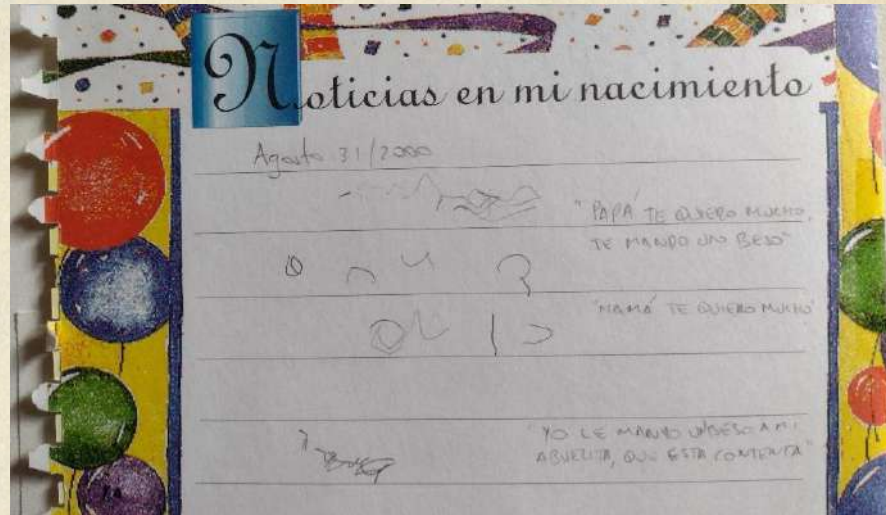 Noticias en mi nacimiento
Agosto 31/2000
"PAPÁ TE QUIERO MUCHO,
TE MANDO UN BESO"
"MAMÁ TE QUIERO MUCHO"
"YO LE MANDO UN BESO A MI
ABUELITA, QUE ESTA CONTENTA"